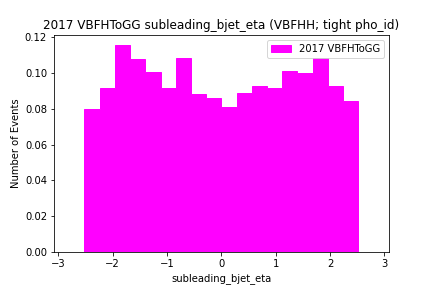 2017 VBFHToGG subleading_bjet_eta (VBFHH; tight pho_id)
2017 VBFHToGG
Number of Events
0.12
0.10
0.08
0.06
0.04
0.02
0.00
−3 −2 −1 0 1 2 3
subleading_bjet_eta